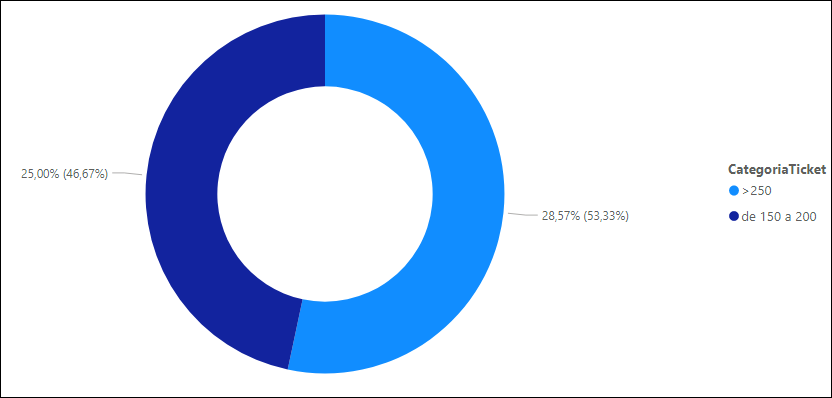 25,00% (46,67%)
28,57% (53,33%)
CategoriaTicket
>250
de 150 a 200